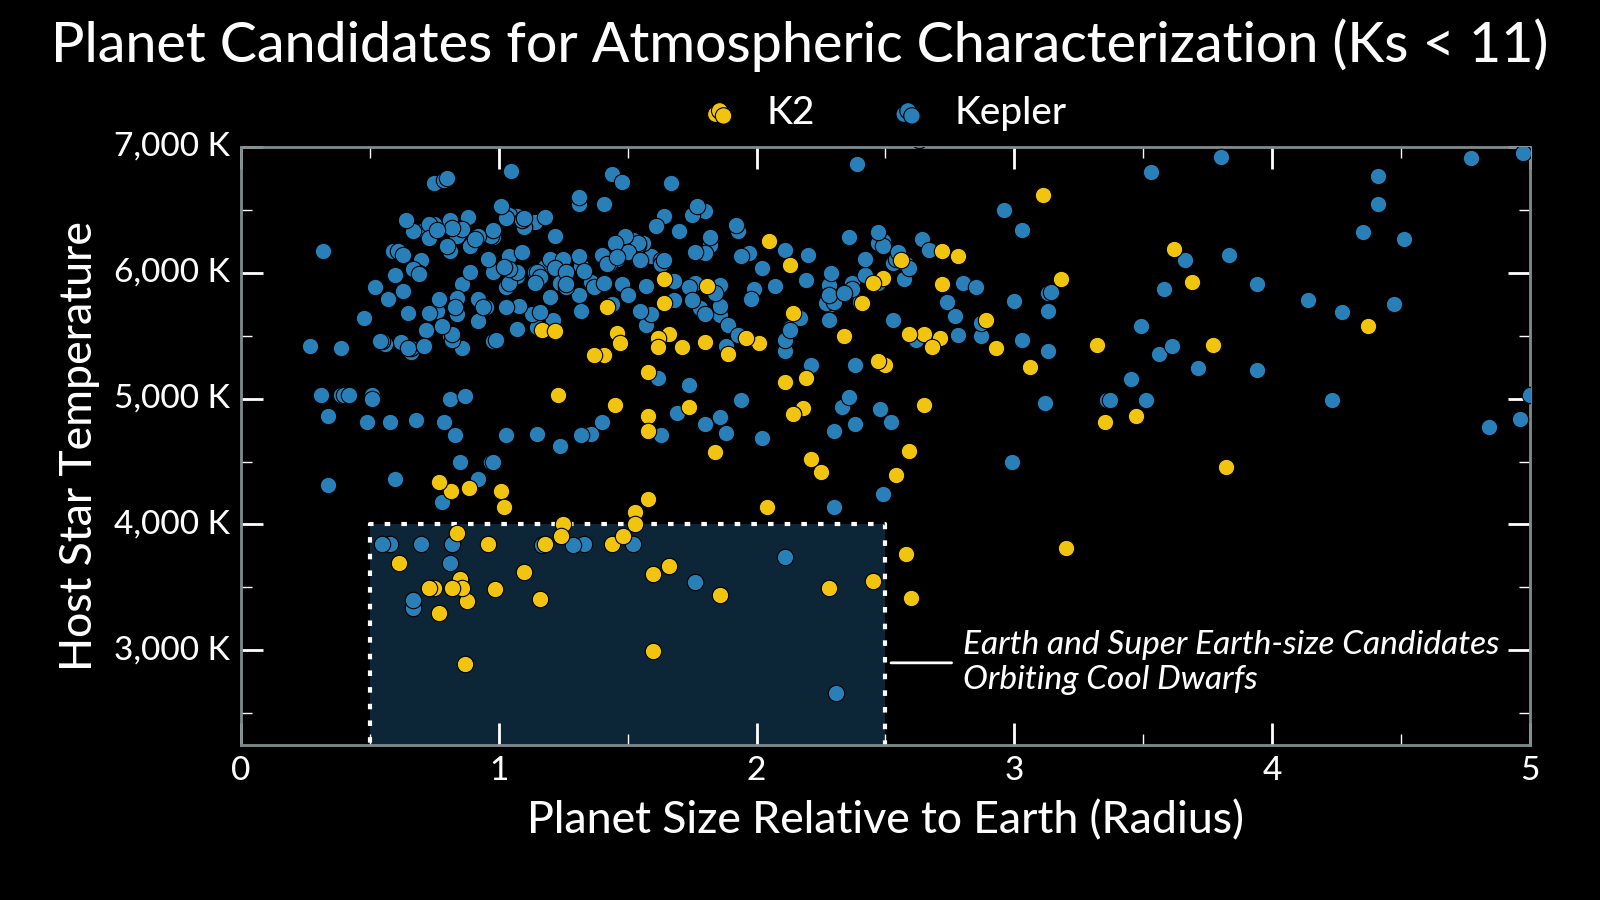 Planet Candidates for Atmospheric Characterization (Ks < 11)
K2 Kepler
7,000 K
6,000 K
5,000 K
4,000 K
3,000 K
Host Star Temperature
Earth and Super Earth-size Candidates
Orbiting Cool Dwarfs
0 1 2 3 4 5
Planet Size Relative to Earth (Radius)